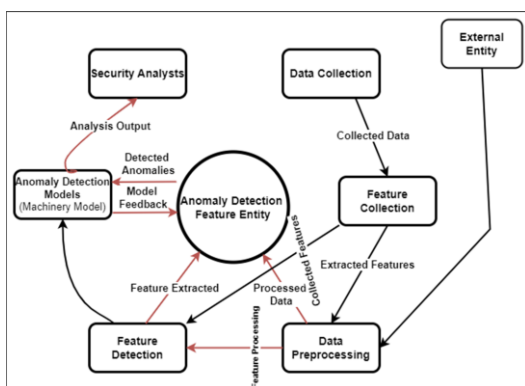 External
Entity
Security Analysts
Data Collection
Analysis Output
Collected Data
Detected
Anomalies
Anomaly Detection
Models
(Machinery Model)
Model
Feedback
Anomaly Detection
Feature Entity
Feature
Collection
Collected Features
Extracted Features
Feature Extracted
Processed
Data
Feature Processing
Feature
Detection
Data
Preprocessing